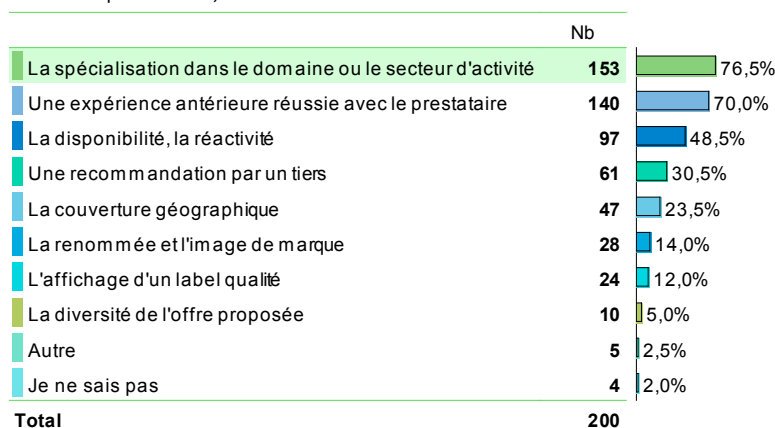 Nb
La spécialisation dans le domaine ou le secteur d'activité 153 76,5%
Une expérience antérieure réussie avec le prestataire 140 70,0%
La disponibilité, la réactivité 97 48,5%
Une recommandation par un tiers 61 30,5%
La couverture géographique 47 23,5%
La renommée et l'image de marque 28 14,0%
L'affichage d'un label qualité 24 12,0%
La diversité de l'offre proposée 10 5,0%
Autre 5 2,5%
Je ne sais pas 4 2,0%
Total 200